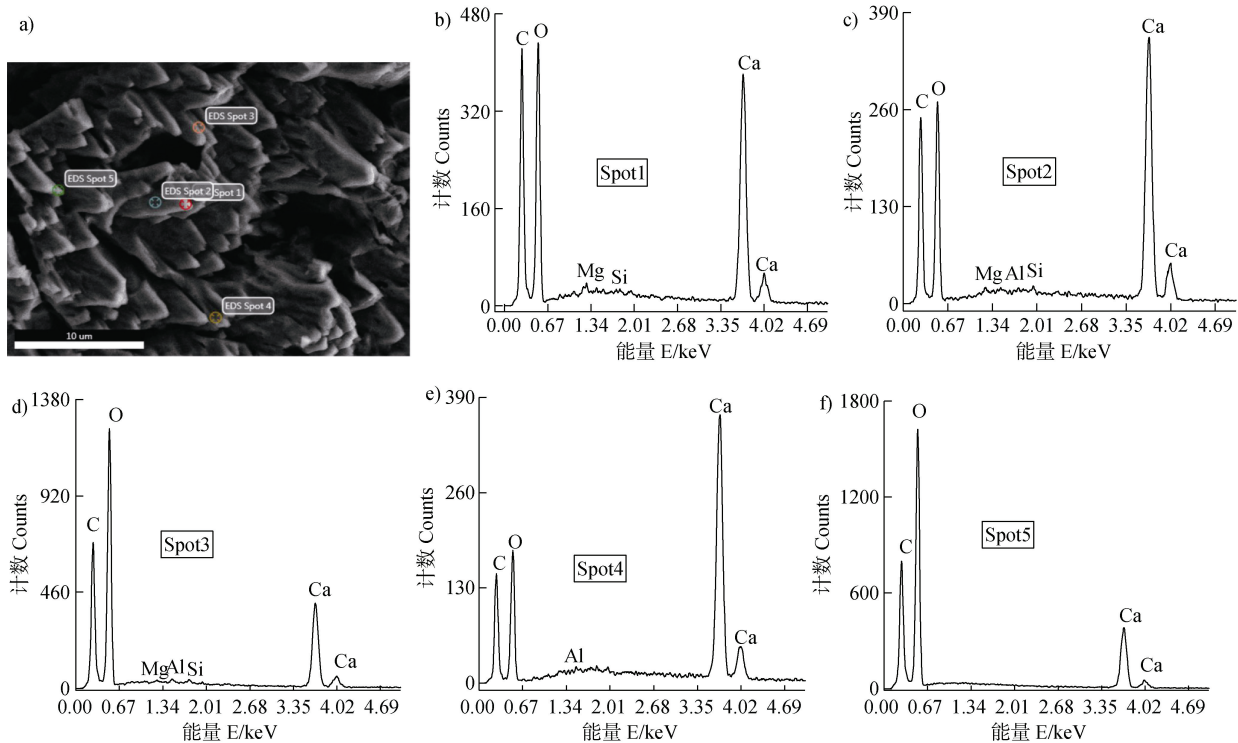 a)
EDS Spot 3
EDS Spot 5
EDS Spot 2
Spot 1
EDS Spot 4
10 um
b)
480
320
160
0
计数 Counts
C
O
Ca
Spot1
Mg
Si
Ca
0.00 0.67 1.34 2.01 2.68 3.35 4.02 4.69
能量 E/keV
c)
390
260
130
0
计数 Counts
C
O
Ca
Spot2
Mg Al Si
Ca
0.00 0.67 1.34 2.01 2.68 3.35 4.02 4.69
能量 E/keV
d)
1380
920
460
0
计数 Counts
C
O
Spot3
Ca
Mg Al Si
Ca
0.00 0.67 1.34 2.01 2.68 3.35 4.02 4.69
能量 E/keV
e)
390
260
130
0
计数 Counts
C
O
Ca
Spot4
Al
Ca
0.00 0.67 1.34 2.01 2.68 3.35 4.02 4.69
能量 E/keV
f)
1800
1200
600
0
计数 Counts
C
O
Spot5
Ca
Ca
0.00 0.67 1.34 2.01 2.68 3.35 4.02 4.69
能量 E/keV